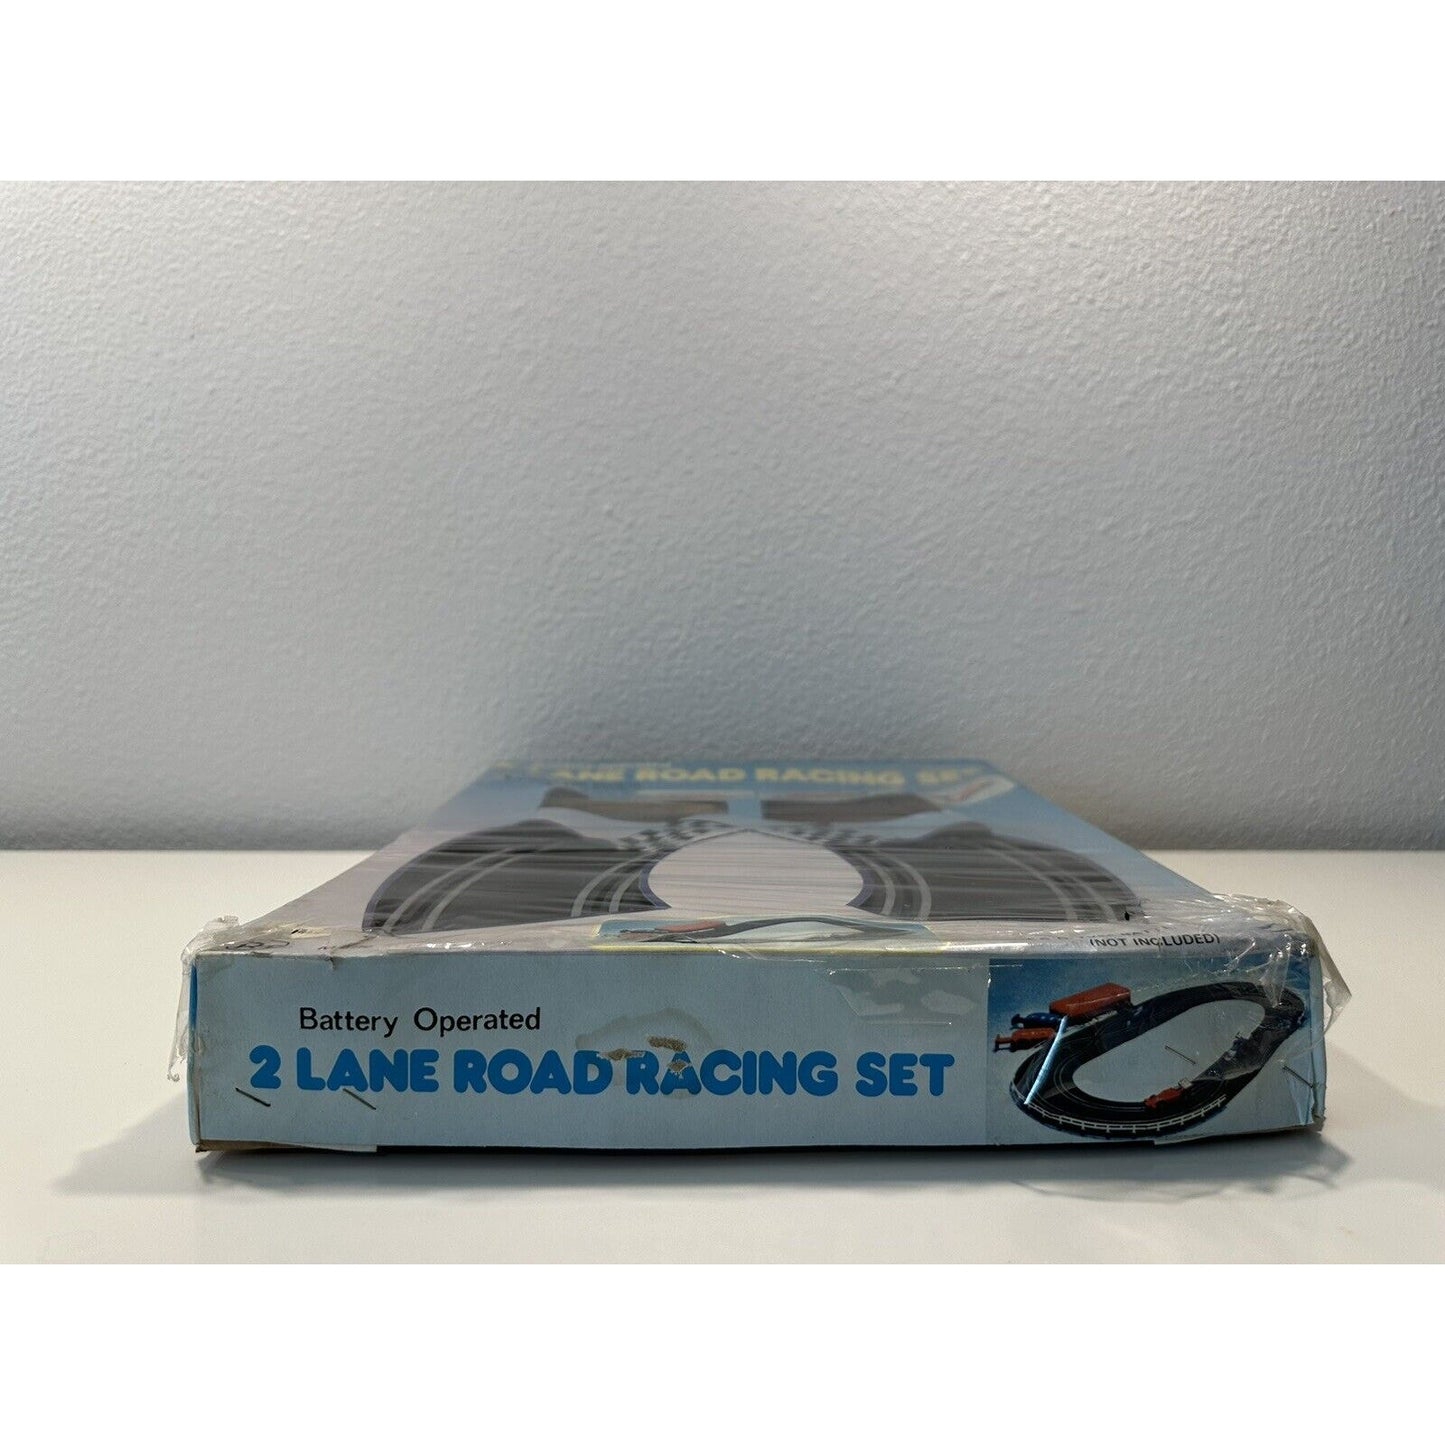 LANE ROAD RACING SET
(NOT INCLUDED)
Battery Operated
2 LANE ROAD RACING SET